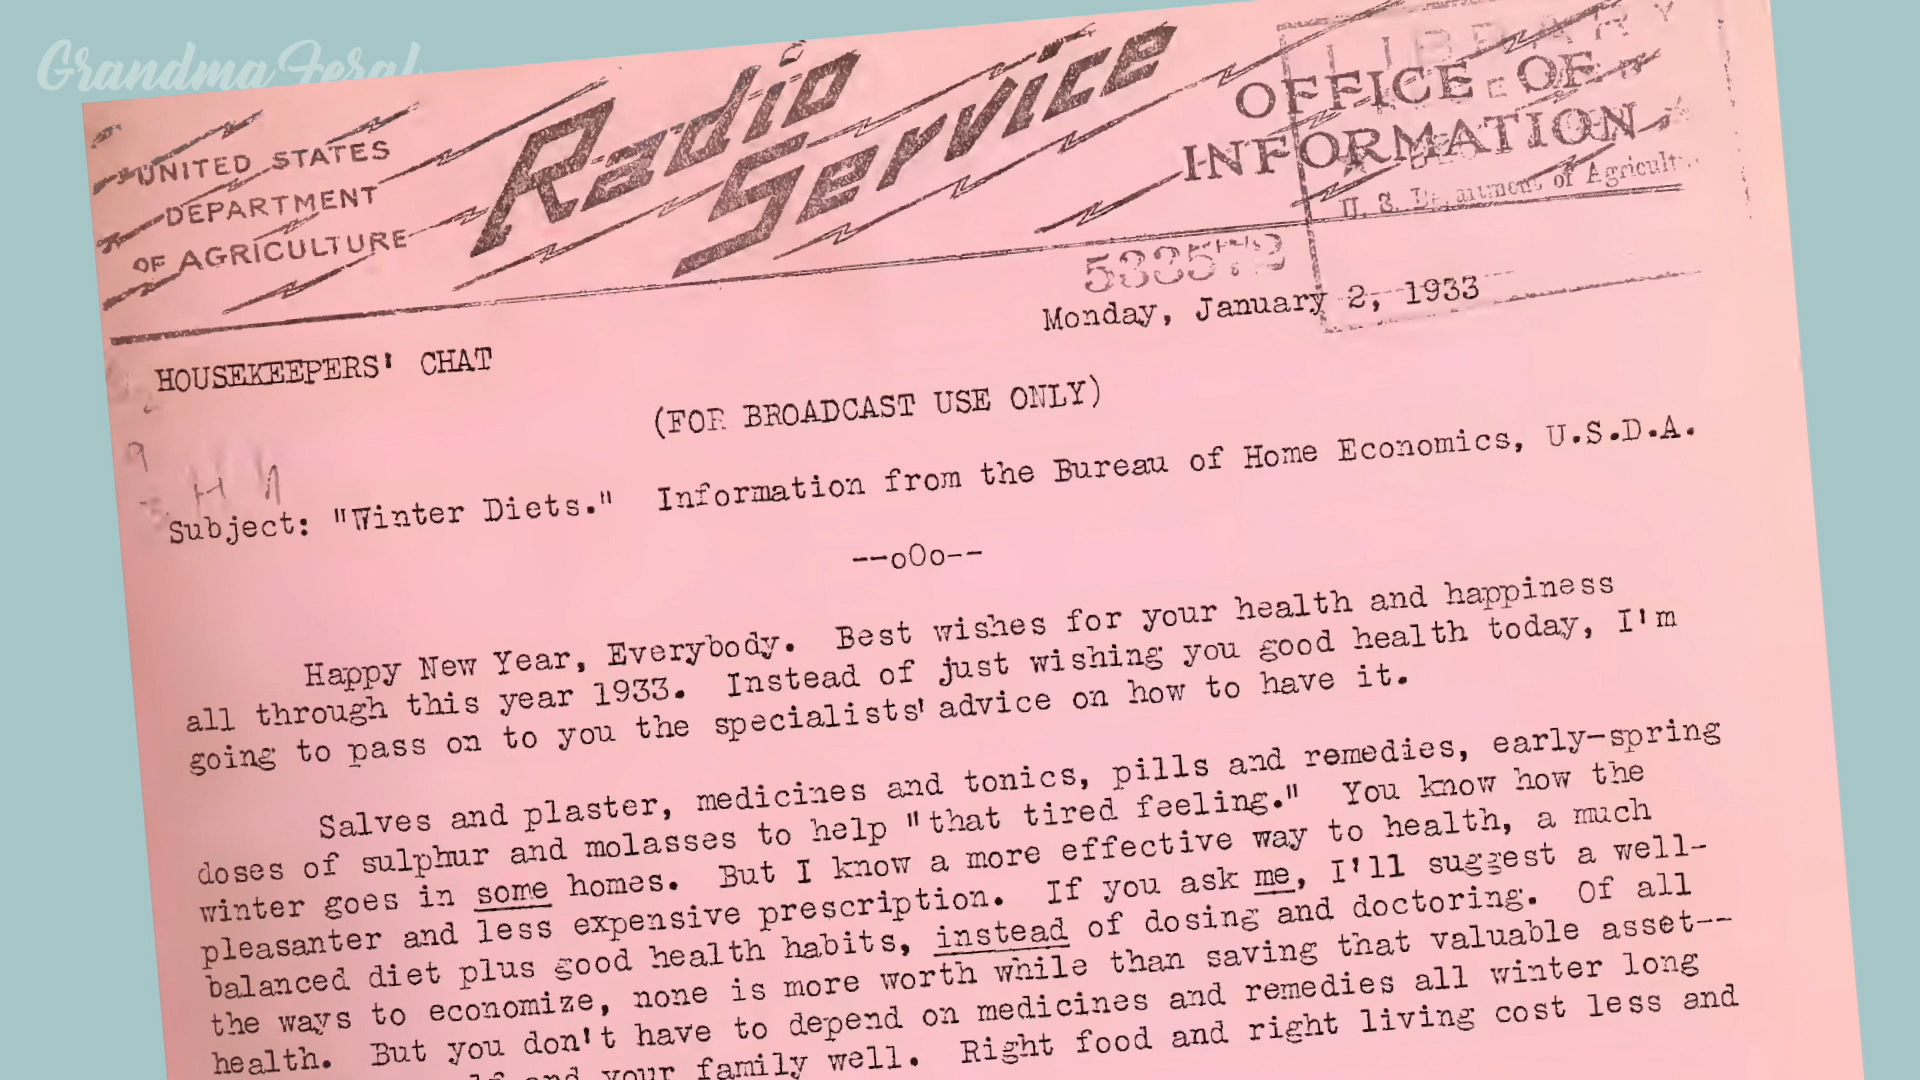 Grandma Feral
UNITED STATES
DEPARTMENT
OF AGRICULTURE
Radio
Service
OFFICE OF
INFORMATION
LIBRARY
U. S. Department of Agricult
533572
Monday, January 2, 1933
HOUSEKEEPERS' CHAT
(FOR BROADCAST USE ONLY)
Subject: "Winter Diets." Information from the Bureau of Home Economics, U.S.D.A.
--oOo--
Happy New Year, Everybody. Best wishes for your health and happiness
all through this year 1933. Instead of just wishing you good health today, I'm
going to pass on to you the specialists' advice on how to have it.
Salves and plaster, medicines and tonics, pills and remedies, early-spring
doses of sulphur and molasses to help "that tired feeling." You know how the
winter goes in some homes. But I know a more effective way to health, a much
pleasanter and less expensive prescription. If you ask me, I'll suggest a well-
balanced diet plus good health habits, instead of dosing and doctoring. Of all
the ways to economize, none is more worth while than saving that valuable asset--
health. But you don't have to depend on medicines and remedies all winter long
and your family well. Right food and right living cost less and